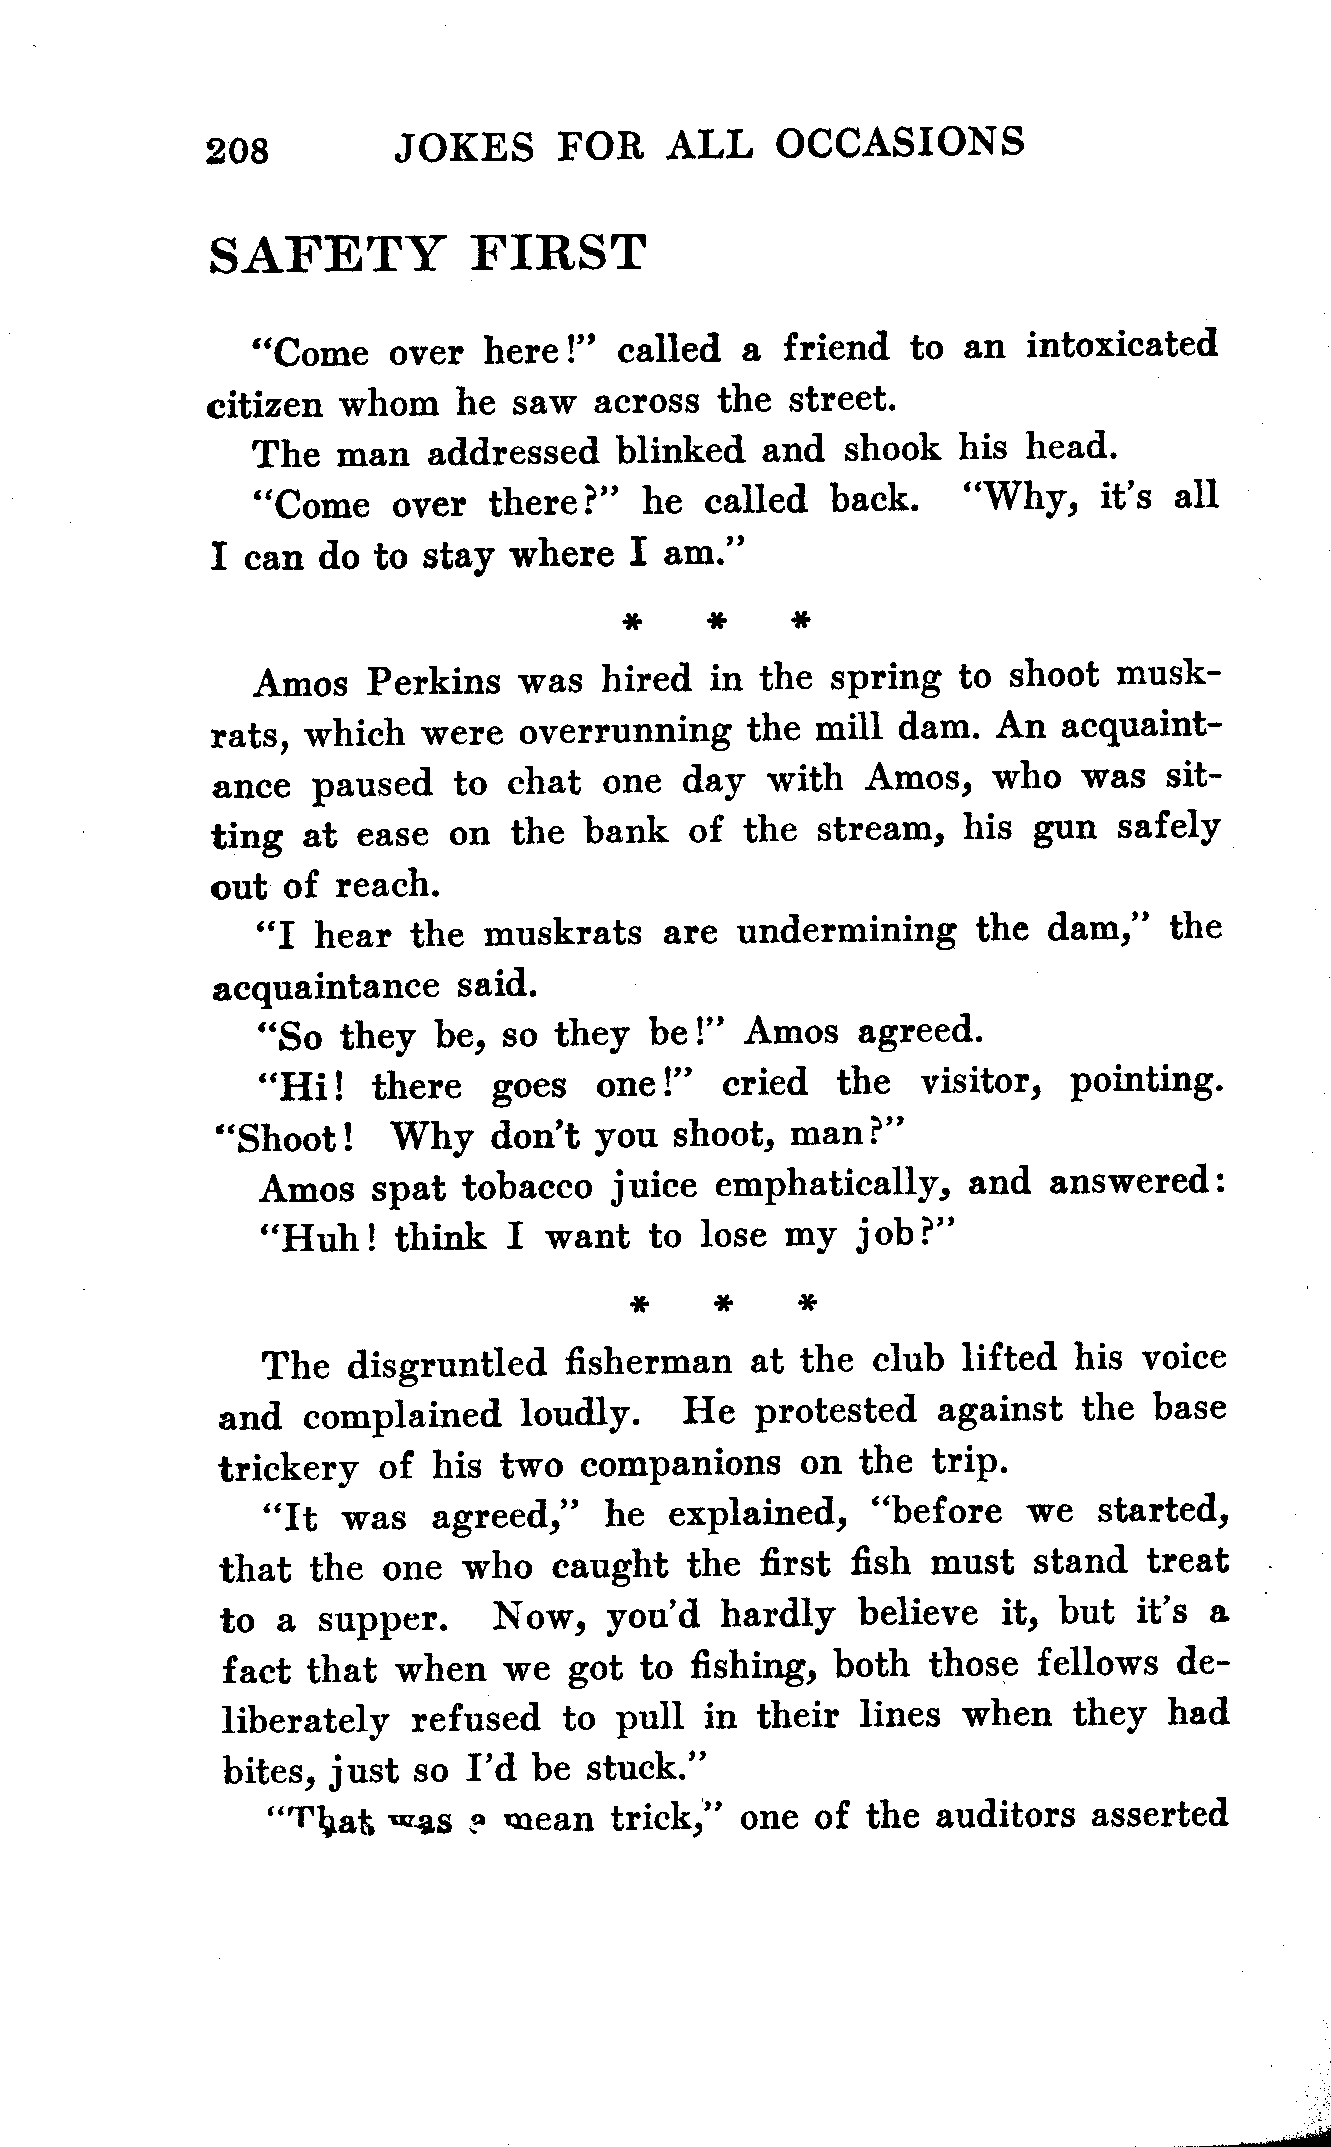 208 JOKES FOR ALL OCCASIONS
SAFETY FIRST
“Come over here!” called a friend to an intoxicated
citizen whom he saw across the street.
The man addressed blinked and shook his head.
“Come over there?” he called back. “Why, it’s all
I can do to stay where I am.”
* * *
Amos Perkins was hired in the spring to shoot musk-
rats, which were overrunning the mill dam. An acquaint-
ance paused to chat one day with Amos, who was sit-
ting at ease on the bank of the stream, his gun safely
out of reach.
“I hear the muskrats are undermining the dam,” the
acquaintance said.
“So they be, so they be!” Amos agreed.
“Hi! there goes one!” cried the visitor, pointing.
“Shoot! Why don’t you shoot, man?”
Amos spat tobacco juice emphatically, and answered:
“Huh! think I want to lose my job?”
* * *
The disgruntled fisherman at the club lifted his voice
and complained loudly. He protested against the base
trickery of his two companions on the trip.
“It was agreed,” he explained, “before we started,
that the one who caught the first fish must stand treat
to a supper. Now, you’d hardly believe it, but it’s a
fact that when we got to fishing, both those fellows de-
liberately refused to pull in their lines when they had
bites, just so I’d be stuck.”
“That was a mean trick,” one of the auditors asserted